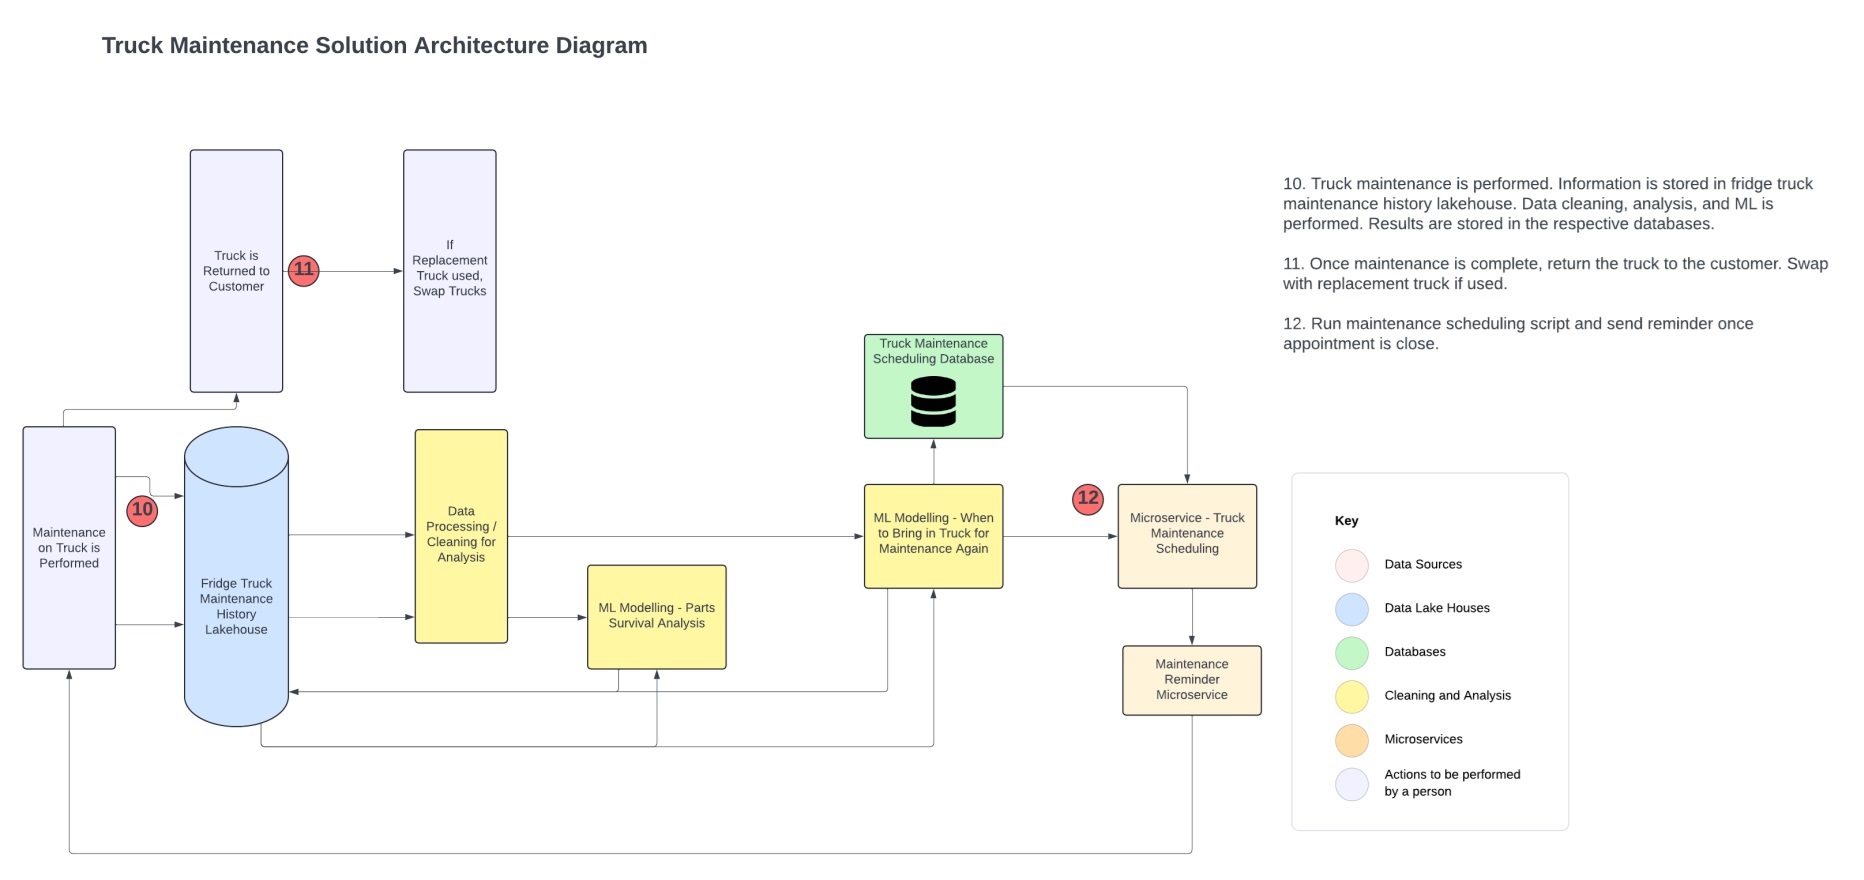 Truck Maintenance Solution Architecture Diagram
Truck is
Returned to
Customer
11
If
Replacement
Truck used,
Swap Trucks
10. Truck maintenance is performed. Information is stored in fridge truck
maintenance history lakehouse. Data cleaning, analysis, and ML is
performed. Results are stored in the respective databases.
11. Once maintenance is complete, return the truck to the customer. Swap
with replacement truck if used.
12. Run maintenance scheduling script and send reminder once
appointment is close.
Truck Maintenance
Scheduling Database
Maintenance
on Truck is
Performed
10
Fridge Truck
Maintenance
History
Lakehouse
Data
Processing /
Cleaning for
Analysis
ML Modelling - Parts
Survival Analysis
ML Modelling - When
to Bring in Truck for
Maintenance Again
12
Microservice - Truck
Maintenance
Scheduling
Maintenance
Reminder
Microservice
Key
Data Sources
Data Lake Houses
Databases
Cleaning and Analysis
Microservices
Actions to be performed
by a person